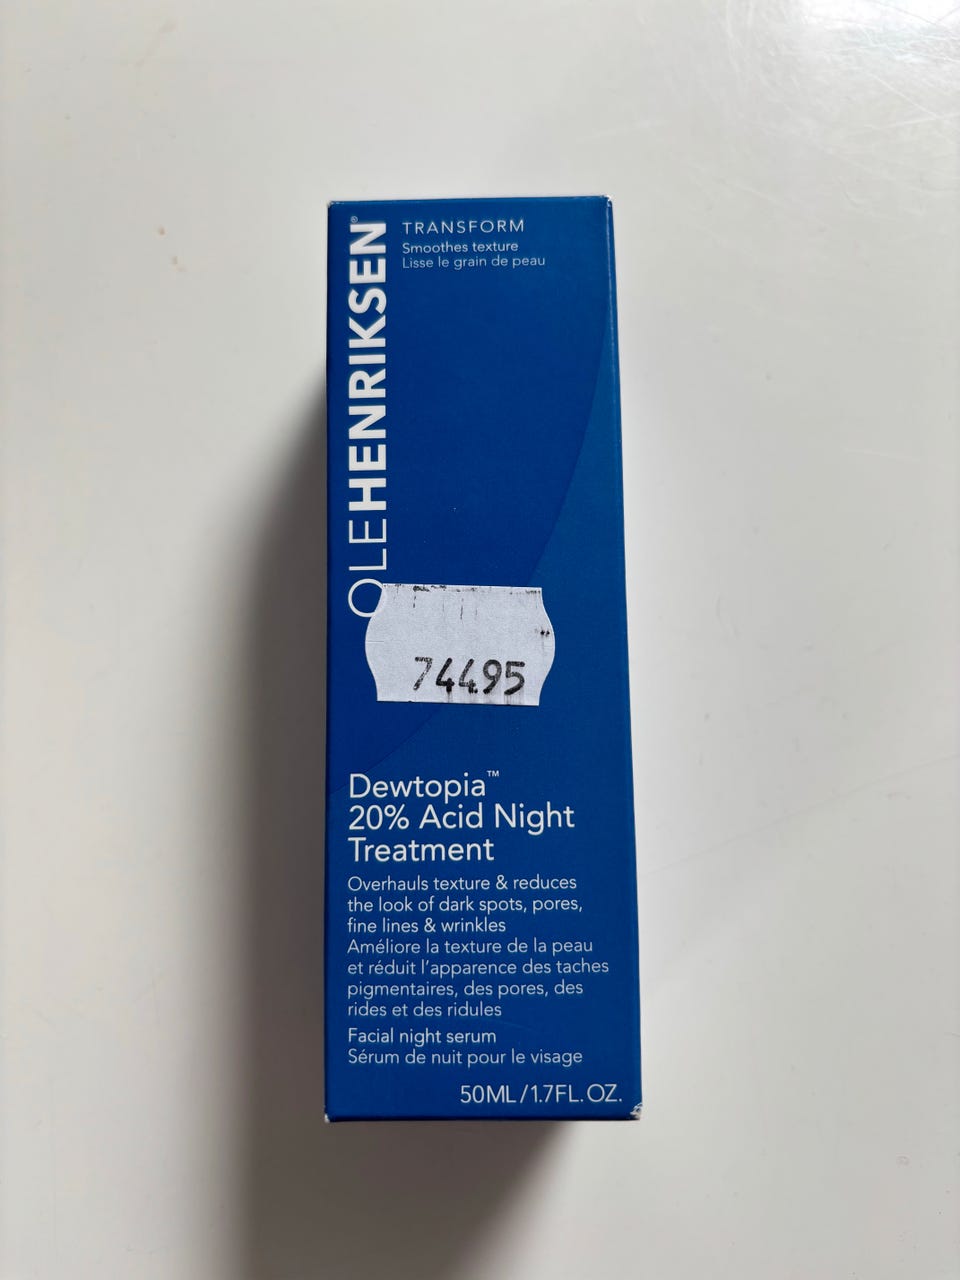 OLEHENRIKSEN®
TRANSFORM
Smoothes texture
Lisse le grain de peau
74495
Dewtopia™
20% Acid Night
Treatment
Overhauls texture & reduces
the look of dark spots, pores,
fine lines & wrinkles
Améliore la texture de la peau
et réduit l'apparence des taches
pigmentaires, des pores, des
rides et des ridules
Facial night serum
Sérum de nuit pour le visage
50ML/1.7FL. OZ.